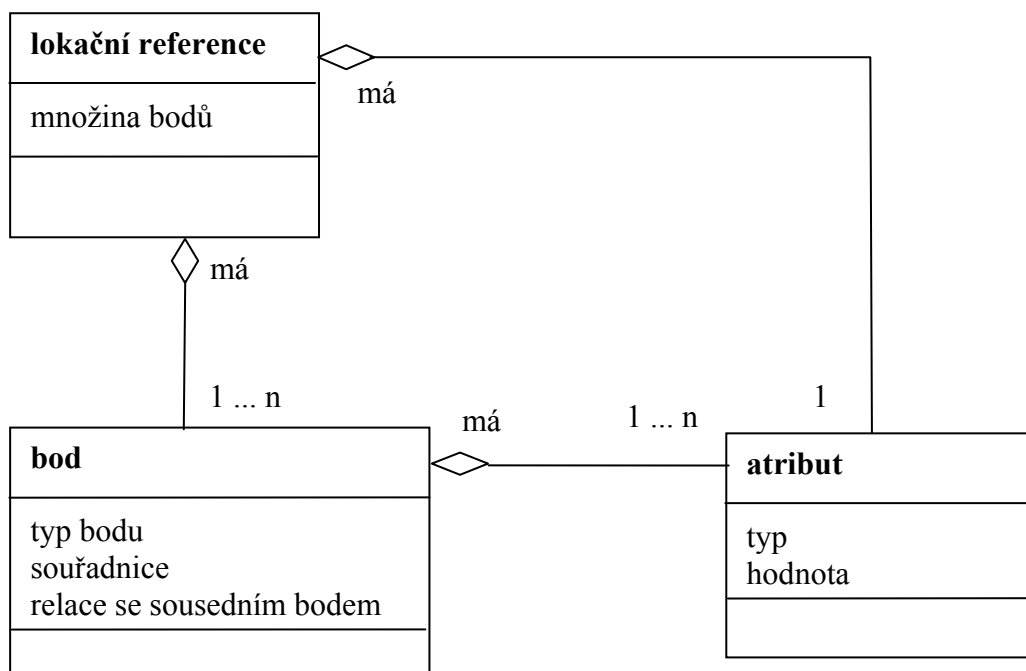 lokační reference
má
množina bodů
má
1 ... n
má
1 ... n
1
bod
atribut
typ bodu
souřadnice
relace se sousedním bodem
typ
hodnota